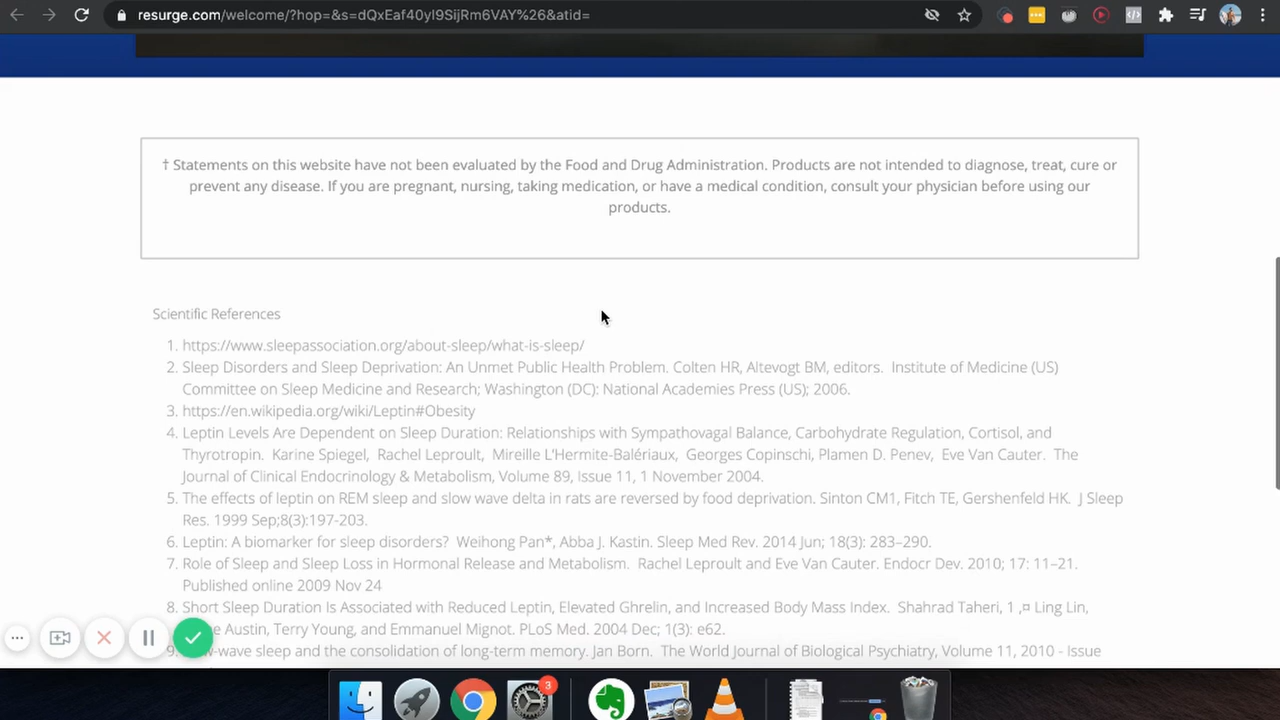 resurge.com/welcome/?hop=&s=dQxEaf40yI9SijRm6VAY%26&atid=
† Statements on this website have not been evaluated by the Food and Drug Administration. Products are not intended to diagnose, treat, cure or
prevent any disease. If you are pregnant, nursing, taking medication, or have a medical condition, consult your physician before using our
products.
Scientific References
1. https://www.sleepassociation.org/about-sleep/what-is-sleep/
2. Sleep Disorders and Sleep Deprivation: An Unmet Public Health Problem. Colten HR, Altevogt BM, editors. Institute of Medicine (US)
Committee on Sleep Medicine and Research; Washington (DC): National Academies Press (US); 2006.
3. https://en.wikipedia.org/wiki/Leptin#Obesity
4. Leptin Levels Are Dependent on Sleep Duration: Relationships with Sympathovagal Balance, Carbohydrate Regulation, Cortisol, and
Thyrotropin. Karine Spiegel, Rachel Leproult, Mireille L'Hermite-Balériaux, Georges Copinschi, Plamen D. Penev, Eve Van Cauter. The
Journal of Clinical Endocrinology & Metabolism, Volume 89, Issue 11, 1 November 2004.
5. The effects of leptin on REM sleep and slow wave delta in rats are reversed by food deprivation. Sinton CM1, Fitch TE, Gershenfeld HK. J Sleep
Res. 1999 Sep;8(3):197-203.
6. Leptin: A biomarker for sleep disorders? Weihong Pan*, Abba J. Kastin. Sleep Med Rev. 2014 Jun; 18(3): 283–290.
7. Role of Sleep and Sleep Loss in Hormonal Release and Metabolism. Rachel Leproult and Eve Van Cauter. Endocr Dev. 2010; 17: 11–21.
Published online 2009 Nov 24
8. Short Sleep Duration Is Associated with Reduced Leptin, Elevated Ghrelin, and Increased Body Mass Index. Shahrad Taheri, 1 ,¤ Ling Lin,
Austin, Terry Young, and Emmanuel Mignot. PLoS Med. 2004 Dec; 1(3): e62.
9. wave sleep and the consolidation of long-term memory. Jan Born. The World Journal of Biological Psychiatry, Volume 11, 2010 - Issue
3